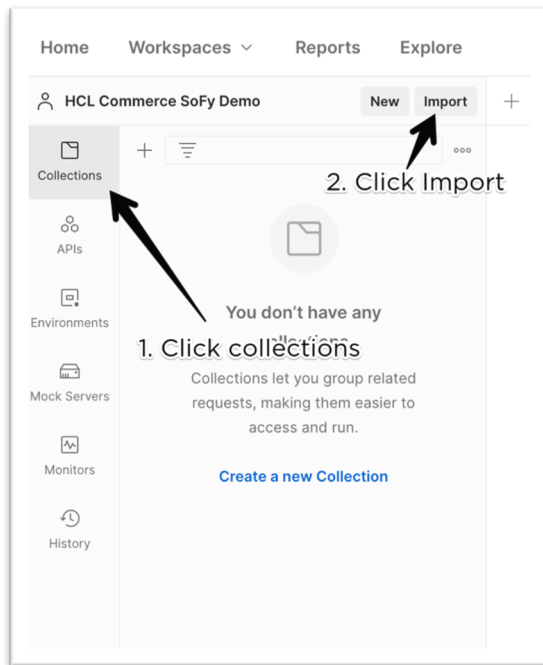 Home Workspaces Reports Explore
HCL Commerce SoFy Demo New Import
Collections
2. Click Import
APIs
Environments
You don't have any
1. Click collections
Mock Servers
Collections let you group related
requests, making them easier to
access and run.
Monitors
Create a new Collection
History